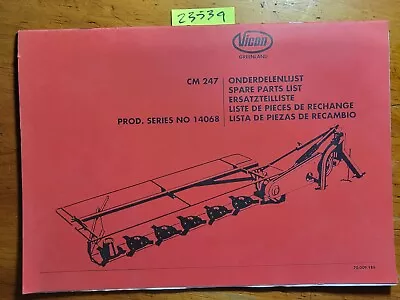 23539
Vicon
GREENLAND
CM 247
PROD. SERIES NO 14068
ONDERDELENLIJST
SPARE PARTS LIST
ERSATZTEILLISTE
LISTE DE PIECES DE RECHANGE
LISTA DE PIEZAS DE RECAMBIO